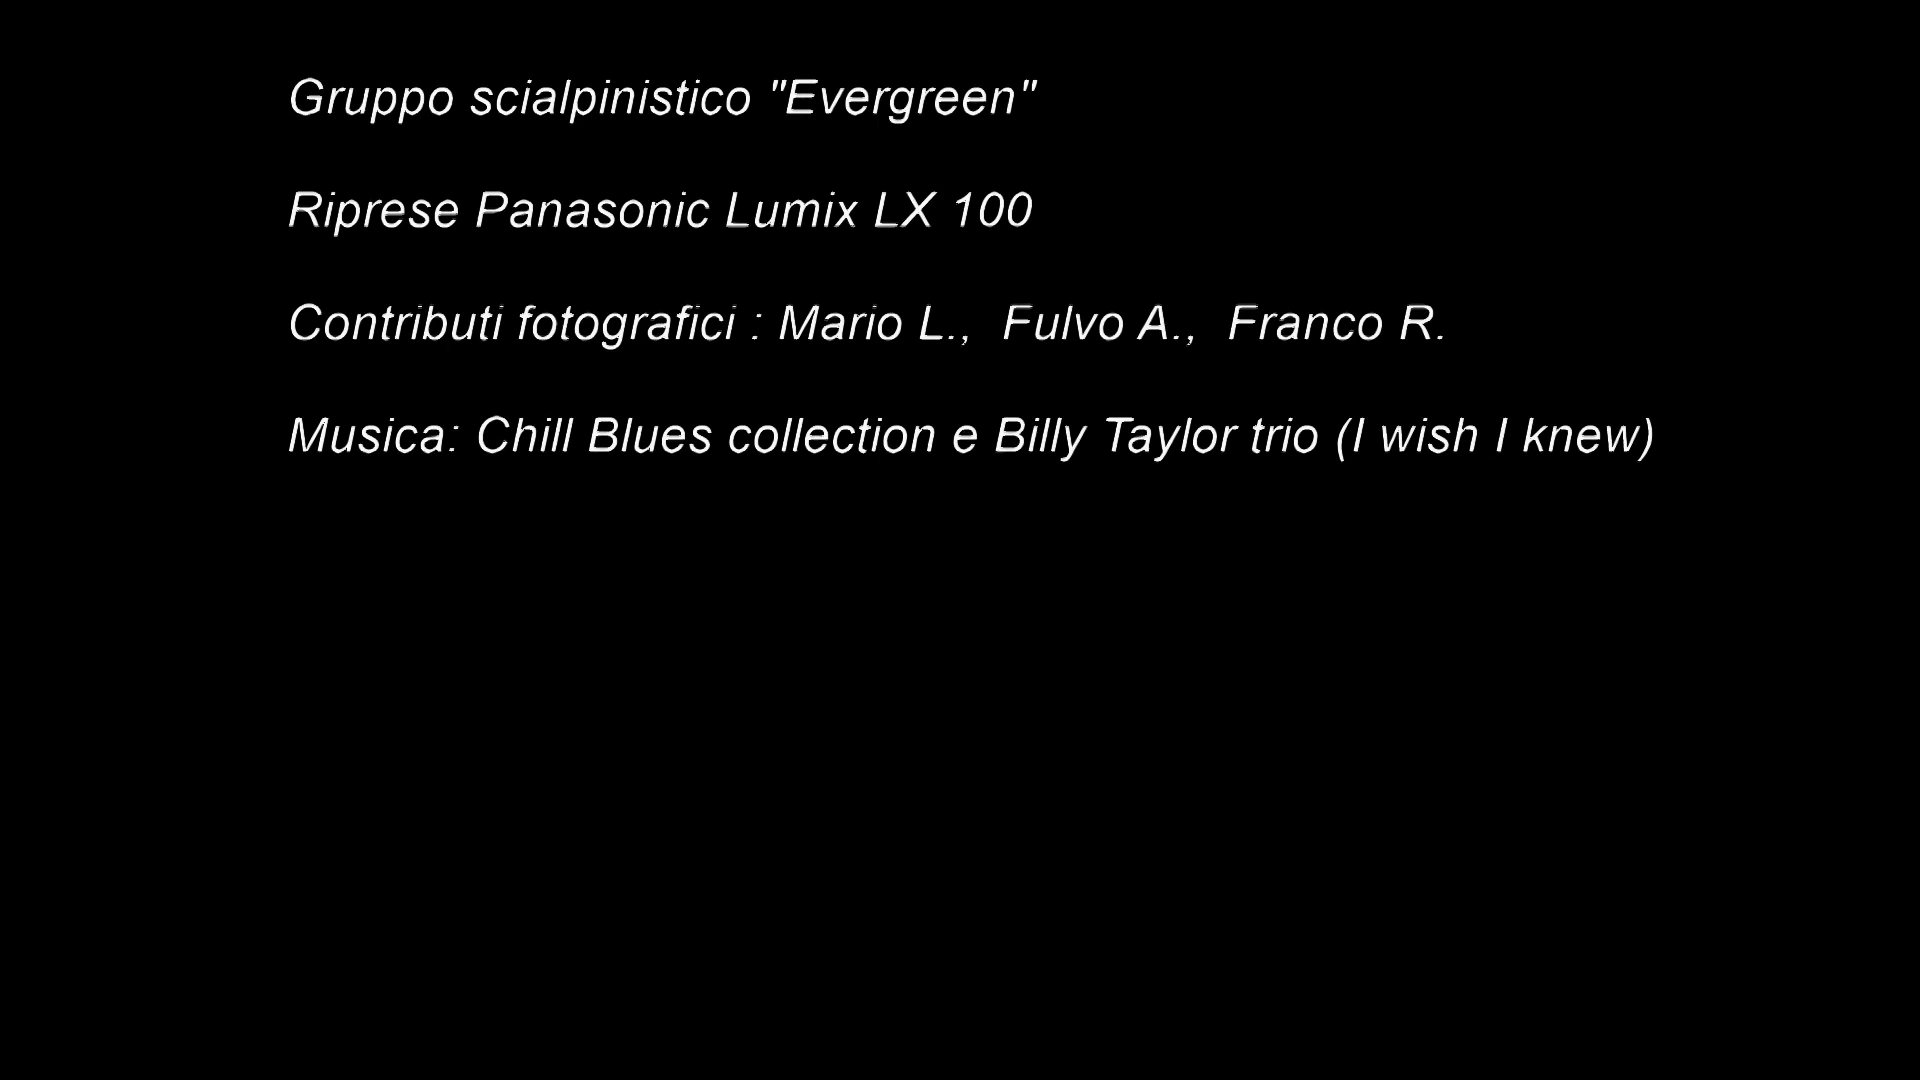 Gruppo scialpinistico "Evergreen"
Riprese Panasonic Lumix LX 100
Contributi fotografici : Mario L.,  Fulvo A.,  Franco R.
Musica: Chill Blues collection e Billy Taylor trio (I wish I knew)